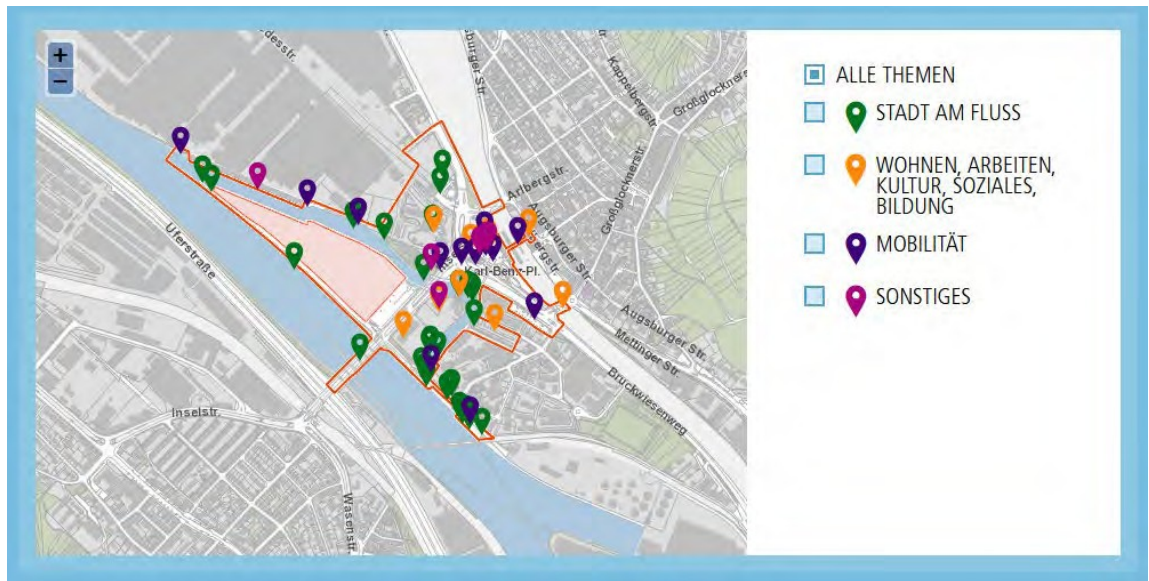 +
−
ALLE THEMEN
STADT AM FLUSS
WOHNEN, ARBEITEN,
KULTUR, SOZIALES,
BILDUNG
MOBILITÄT
SONSTIGES
Kappelbergstr.
Großglocknerstr.
Arlbergstr.
Augsburger Str.
Uferstraße
Karl-Benz-Pl.
Augsburger Str.
Mettinger Str.
Bruckwiesenweg
Inselstr.
Wasenstr.